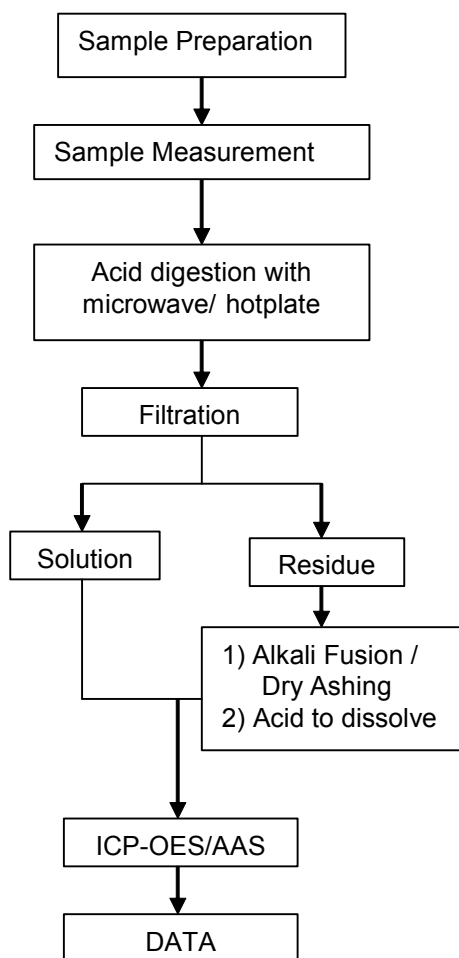 Sample Preparation
Sample Measurement
Acid digestion with
microwave/ hotplate
Filtration
Solution
Residue
1) Alkali Fusion /
Dry Ashing
2) Acid to dissolve
ICP-OES/AAS
DATA